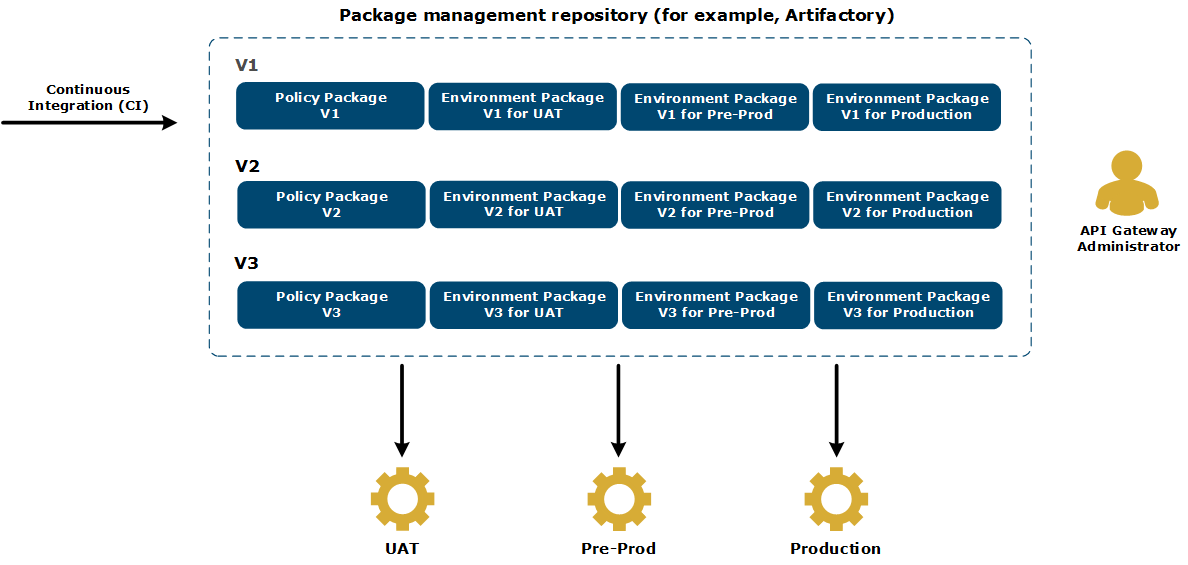 Package management repository (for example, Artifactory)
Continuous
Integration (CI)
V1
Policy Package
V1
Environment Package
V1 for UAT
Environment Package
V1 for Pre-Prod
Environment Package
V1 for Production
V2
Policy Package
V2
Environment Package
V2 for UAT
Environment Package
V2 for Pre-Prod
Environment Package
V2 for Production
API Gateway
Administrator
V3
Policy Package
V3
Environment Package
V3 for UAT
Environment Package
V3 for Pre-Prod
Environment Package
V3 for Production
UAT
Pre-Prod
Production